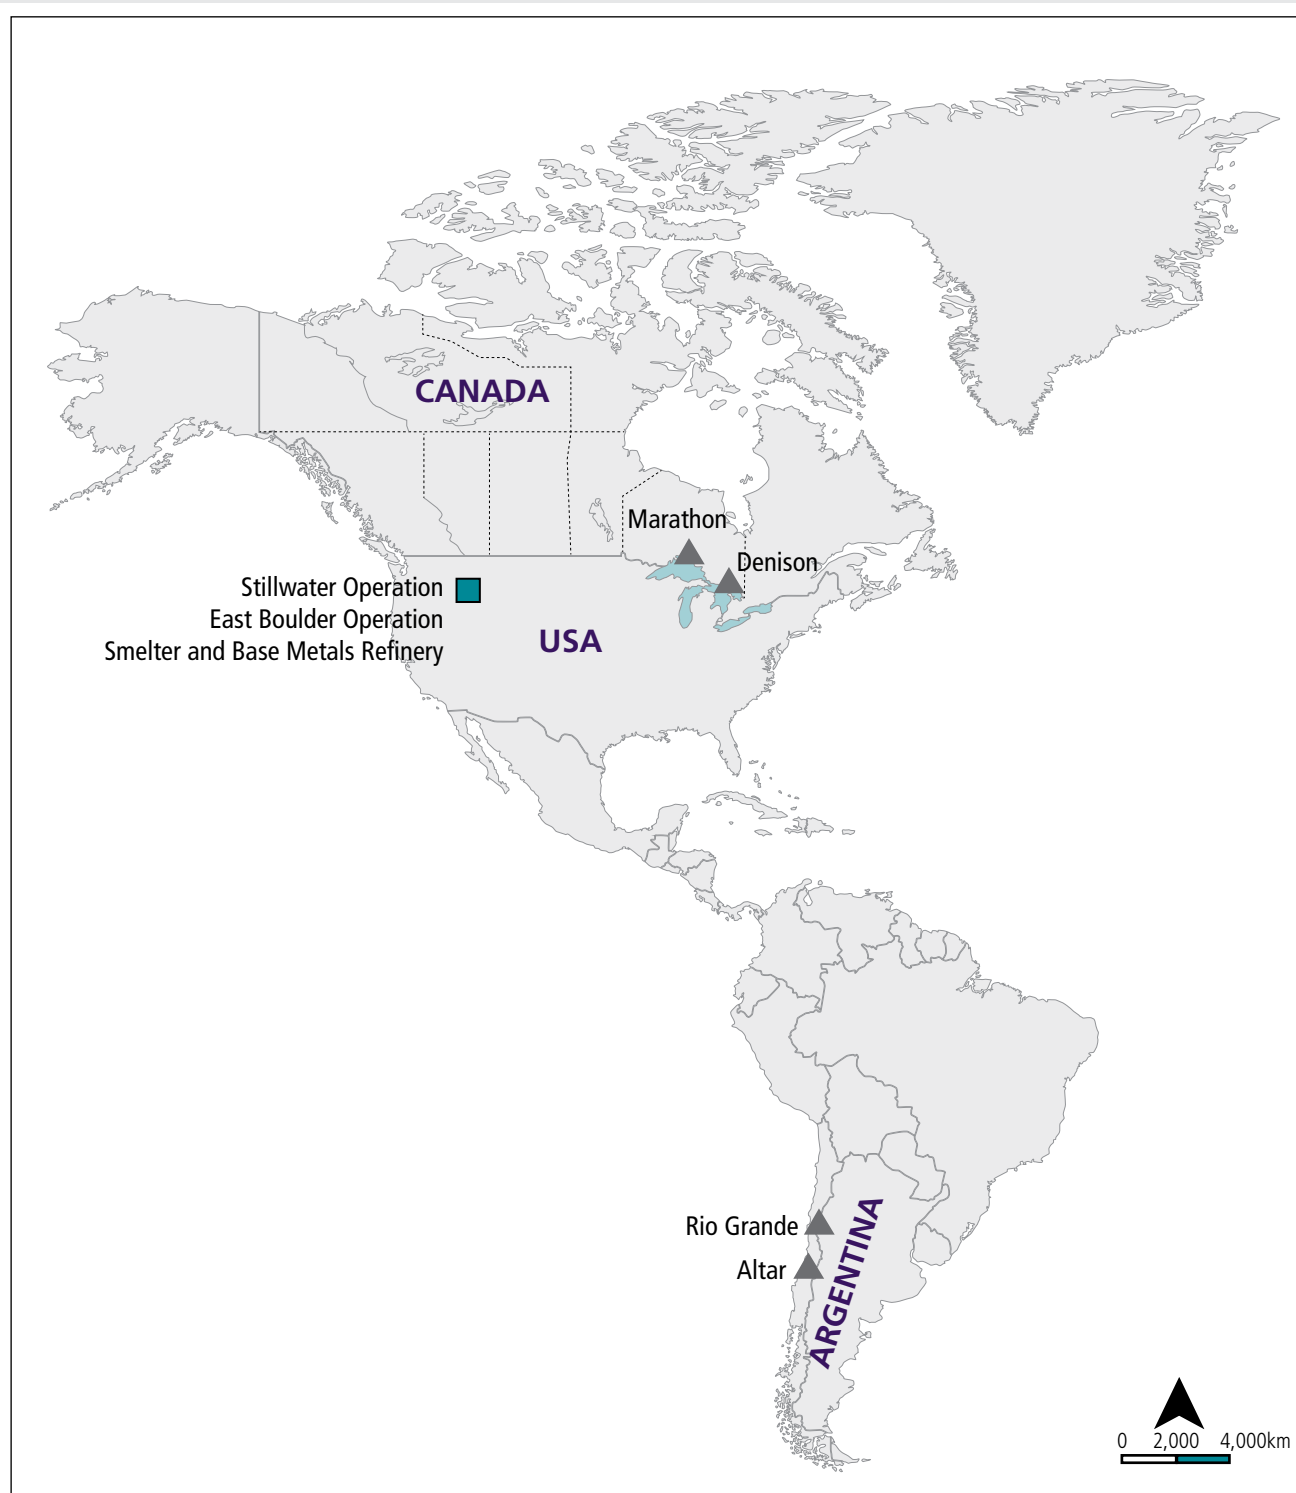 CANADA
Marathon
Denison
Stillwater Operation
East Boulder Operation
Smelter and Base Metals Refinery
USA
Rio Grande
Altar
ARGENTINA
0 2,000 4,000km